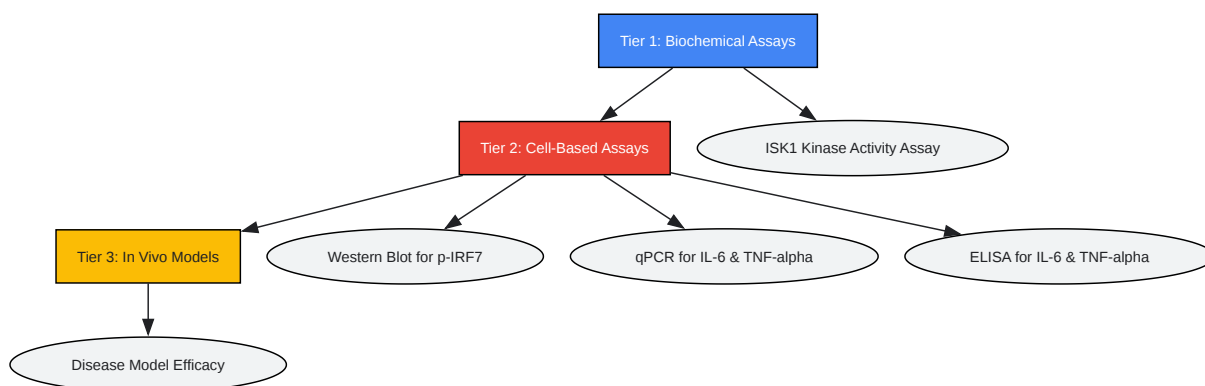 Tier 1: Biochemical Assays
Tier 2: Cell-Based Assays
ISK1 Kinase Activity Assay
Tier 3: In Vivo Models
Western Blot for p-IRF7
qPCR for IL-6 & TNF-alpha
ELISA for IL-6 & TNF-alpha
Disease Model Efficacy